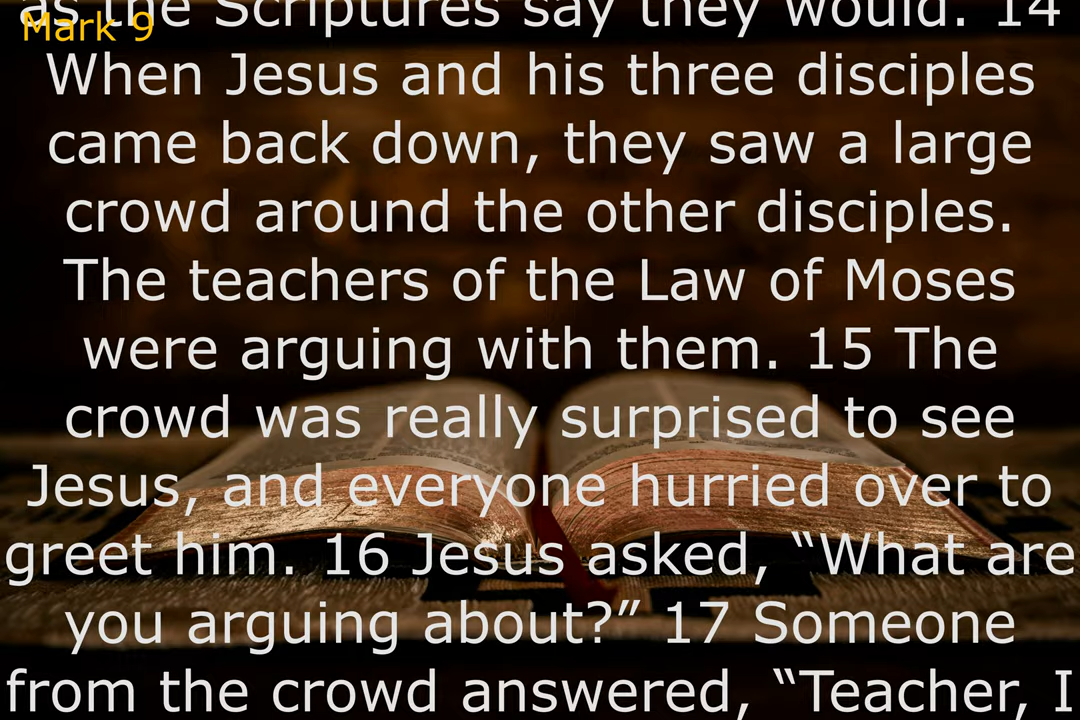 as the Scriptures say they would. 14
Mark 9
When Jesus and his three disciples
came back down, they saw a large
crowd around the other disciples.
The teachers of the Law of Moses
were arguing with them. 15 The
crowd was really surprised to see
Jesus, and everyone hurried over to
greet him. 16 Jesus asked, “What are
you arguing about?” 17 Someone
from the crowd answered, “Teacher, I